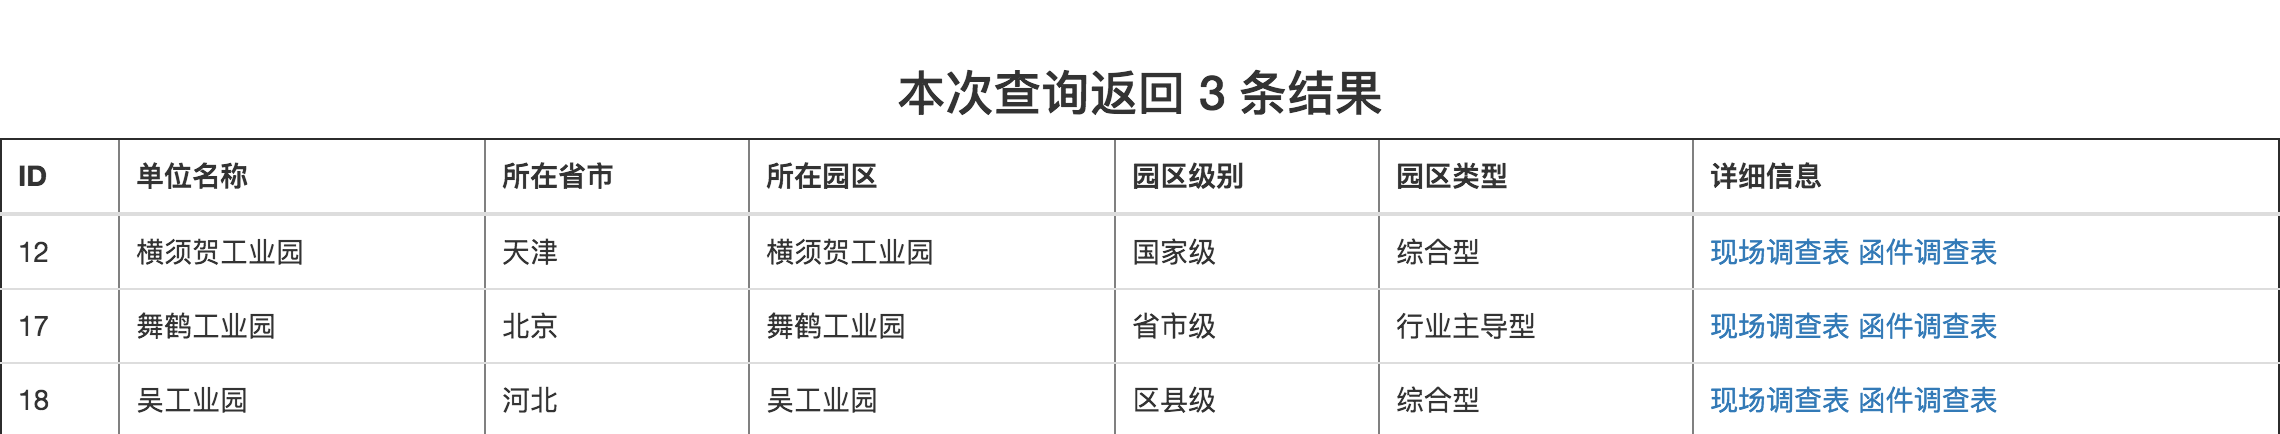 本次查询返回 3 条结果
ID 单位名称 所在省市 所在园区 园区级别 园区类型 详细信息
12 横须贺工业园 天津 横须贺工业园 国家级 综合型 现场调查表 函件调查表
17 舞鹤工业园 北京 舞鹤工业园 省市级 行业主导型 现场调查表 函件调查表
18 吴工业园 河北 吴工业园 区县级 综合型 现场调查表 函件调查表